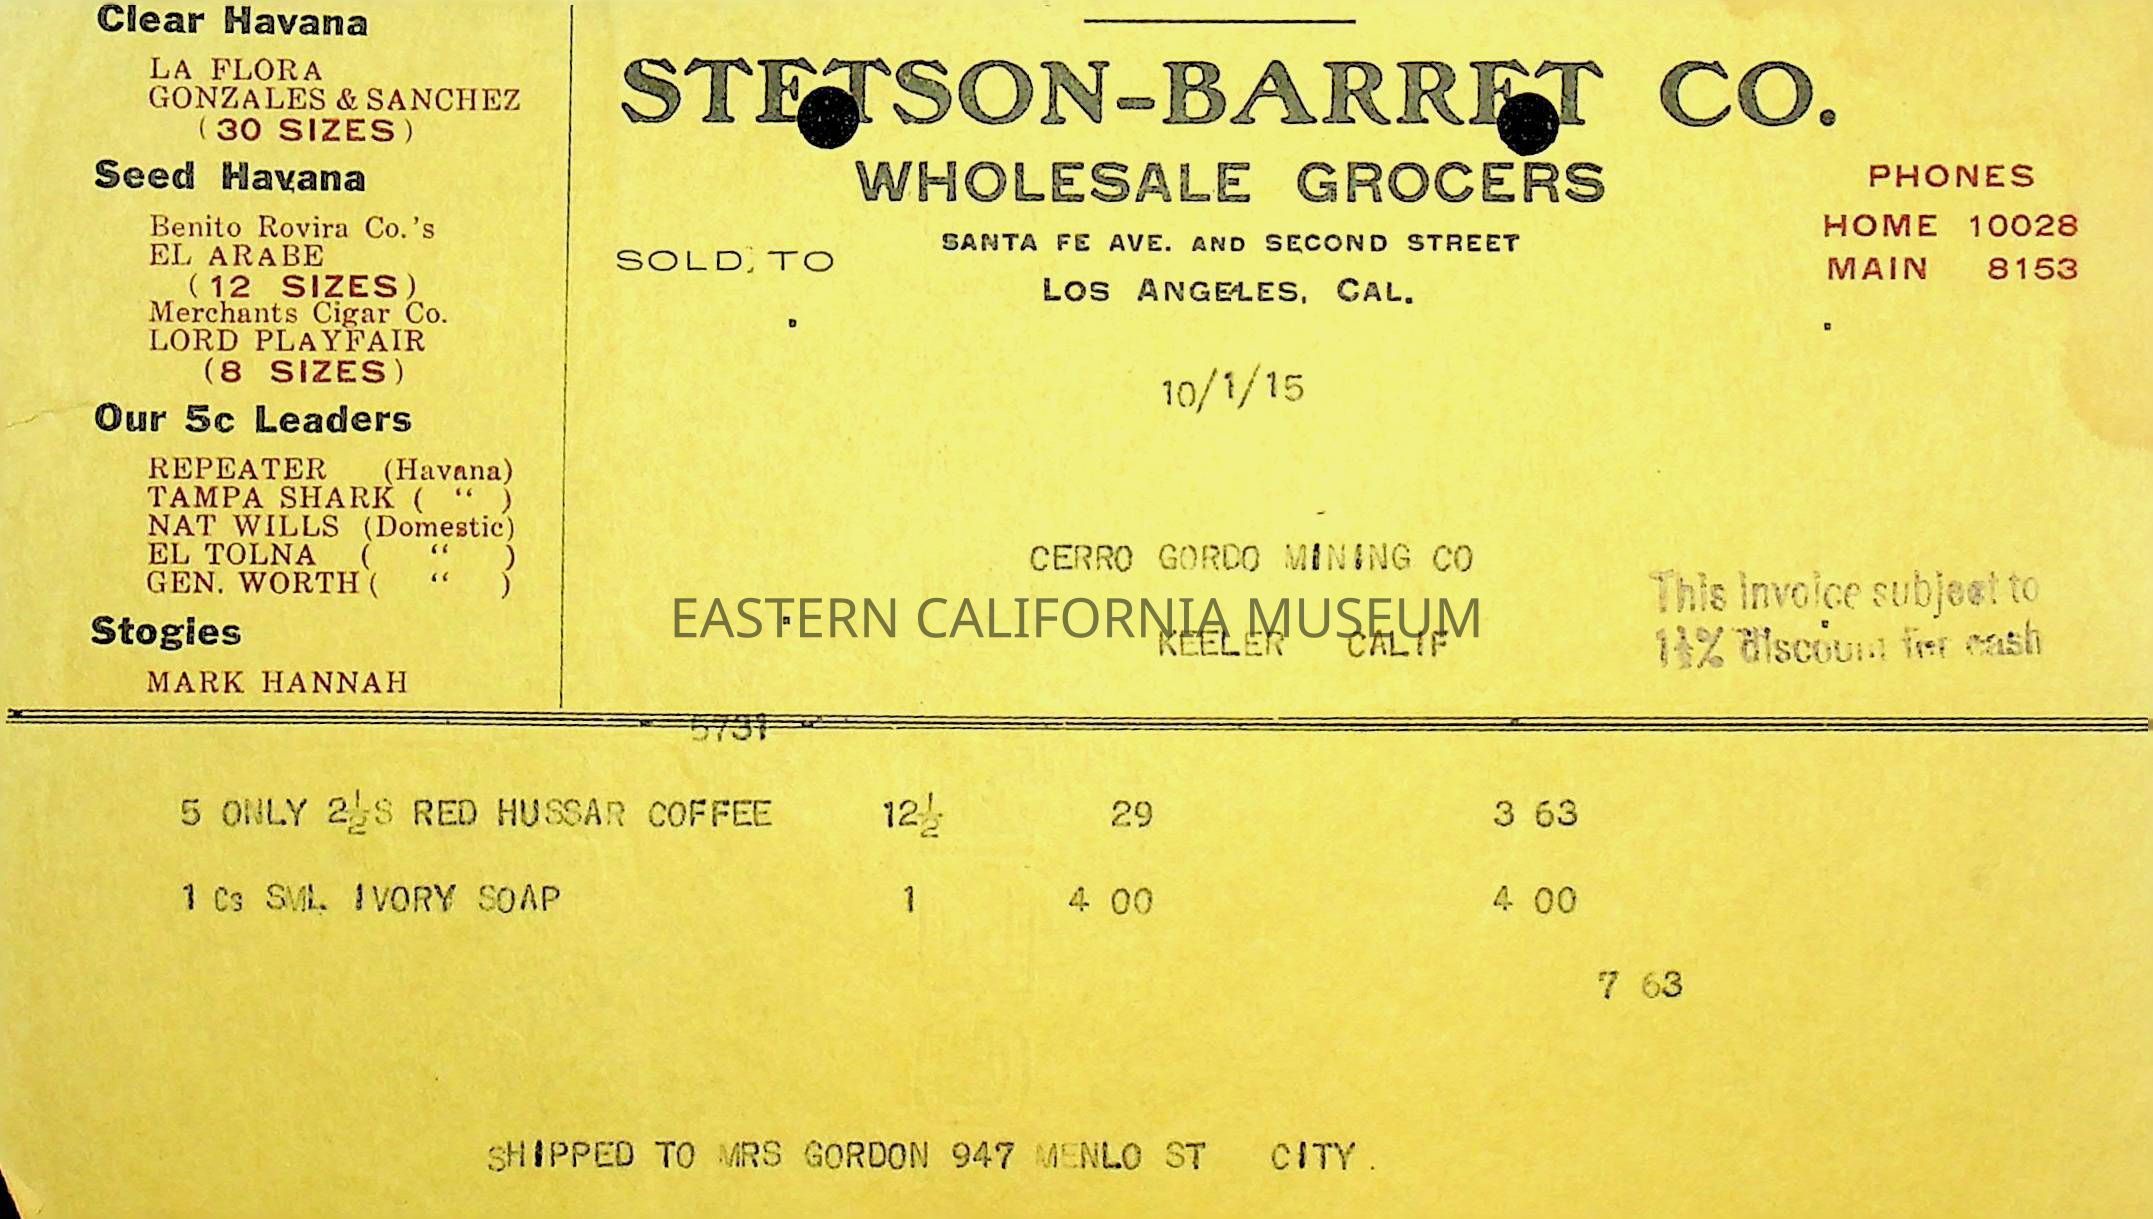 Clear Havana
LA FLORA
GONZALES & SANCHEZ
(30 SIZES)
Seed Havana
Benito Rovira Co.'s
EL ARABE
(12 SIZES)
Merchants Cigar Co.
LORD PLAYFAIR
(8 SIZES)
Our 5c Leaders
REPEATER (Havana)
TAMPA SHARK ( “ )
NAT WILLS (Domestic)
EL TOLNA ( “ )
GEN. WORTH ( “ )
Stogies
MARK HANNAH
STETSON-BARRET CO.
WHOLESALE GROCERS
SANTA FE AVE. AND SECOND STREET
LOS ANGELES, CAL.
SOLD TO
PHONES
HOME 10028
MAIN 8153
10/1/15
CERRO GORDO MINING CO
EASTERN CALIFORNIA MUSEUM
KEELER CALIF
This invoice subject to
1½% discount for cash
5731
5 ONLY 2½S RED HUSSAR COFFEE 12½ 29 3 63
1 Cs SML IVORY SOAP 1 4 00 4 00
7 63
SHIPPED TO MRS GORDON 947 MENLO ST CITY.